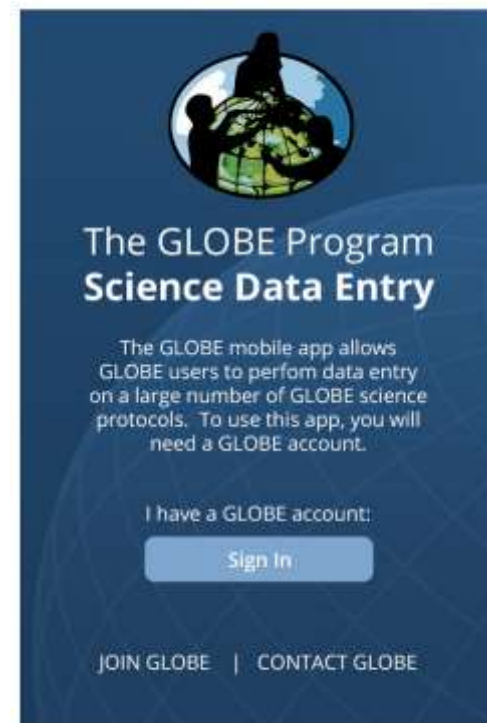 The GLOBE Program
Science Data Entry
The GLOBE mobile app allows
GLOBE users to perfom data entry
on a large number of GLOBE science
protocols. To use this app, you will
need a GLOBE account.
I have a GLOBE account:
Sign In
JOIN GLOBE | CONTACT GLOBE